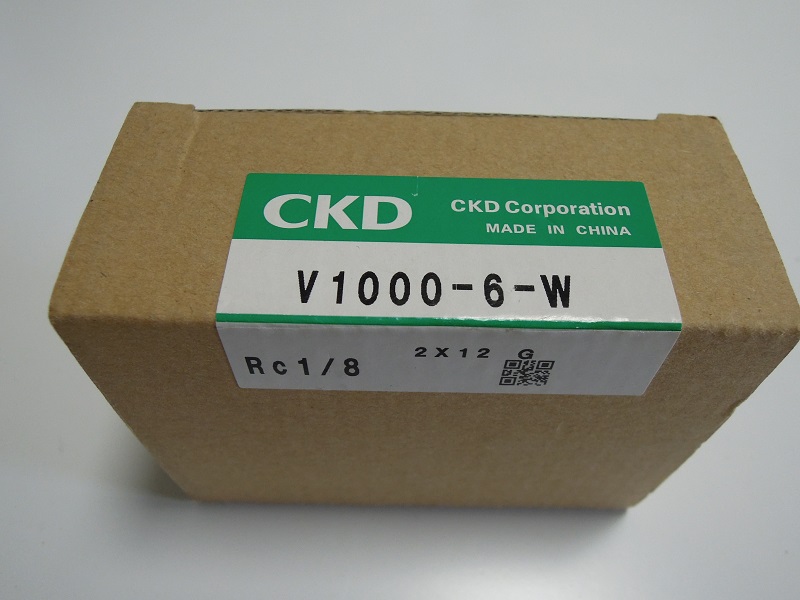 CKD
CKD Corporation
MADE IN CHINA
V1000-6-W
Rc1/8
2X12 G